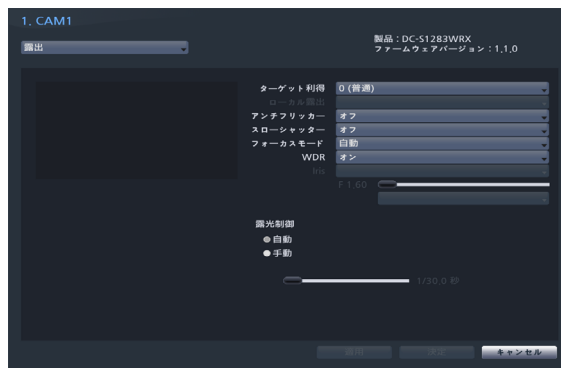 1. CAM1
露出
製品：DC-S1283WRX
ファームウェアバージョン：1.1.0
ターゲット利得 0 (普通)
ローカル露出
アンチフリッカー オフ
スローシャッター オフ
フォーカスモード 自動
WDR オン
Iris
F 1.60
露光制御
自動
手動
1/30.0 秒
適用 決定 キャンセル